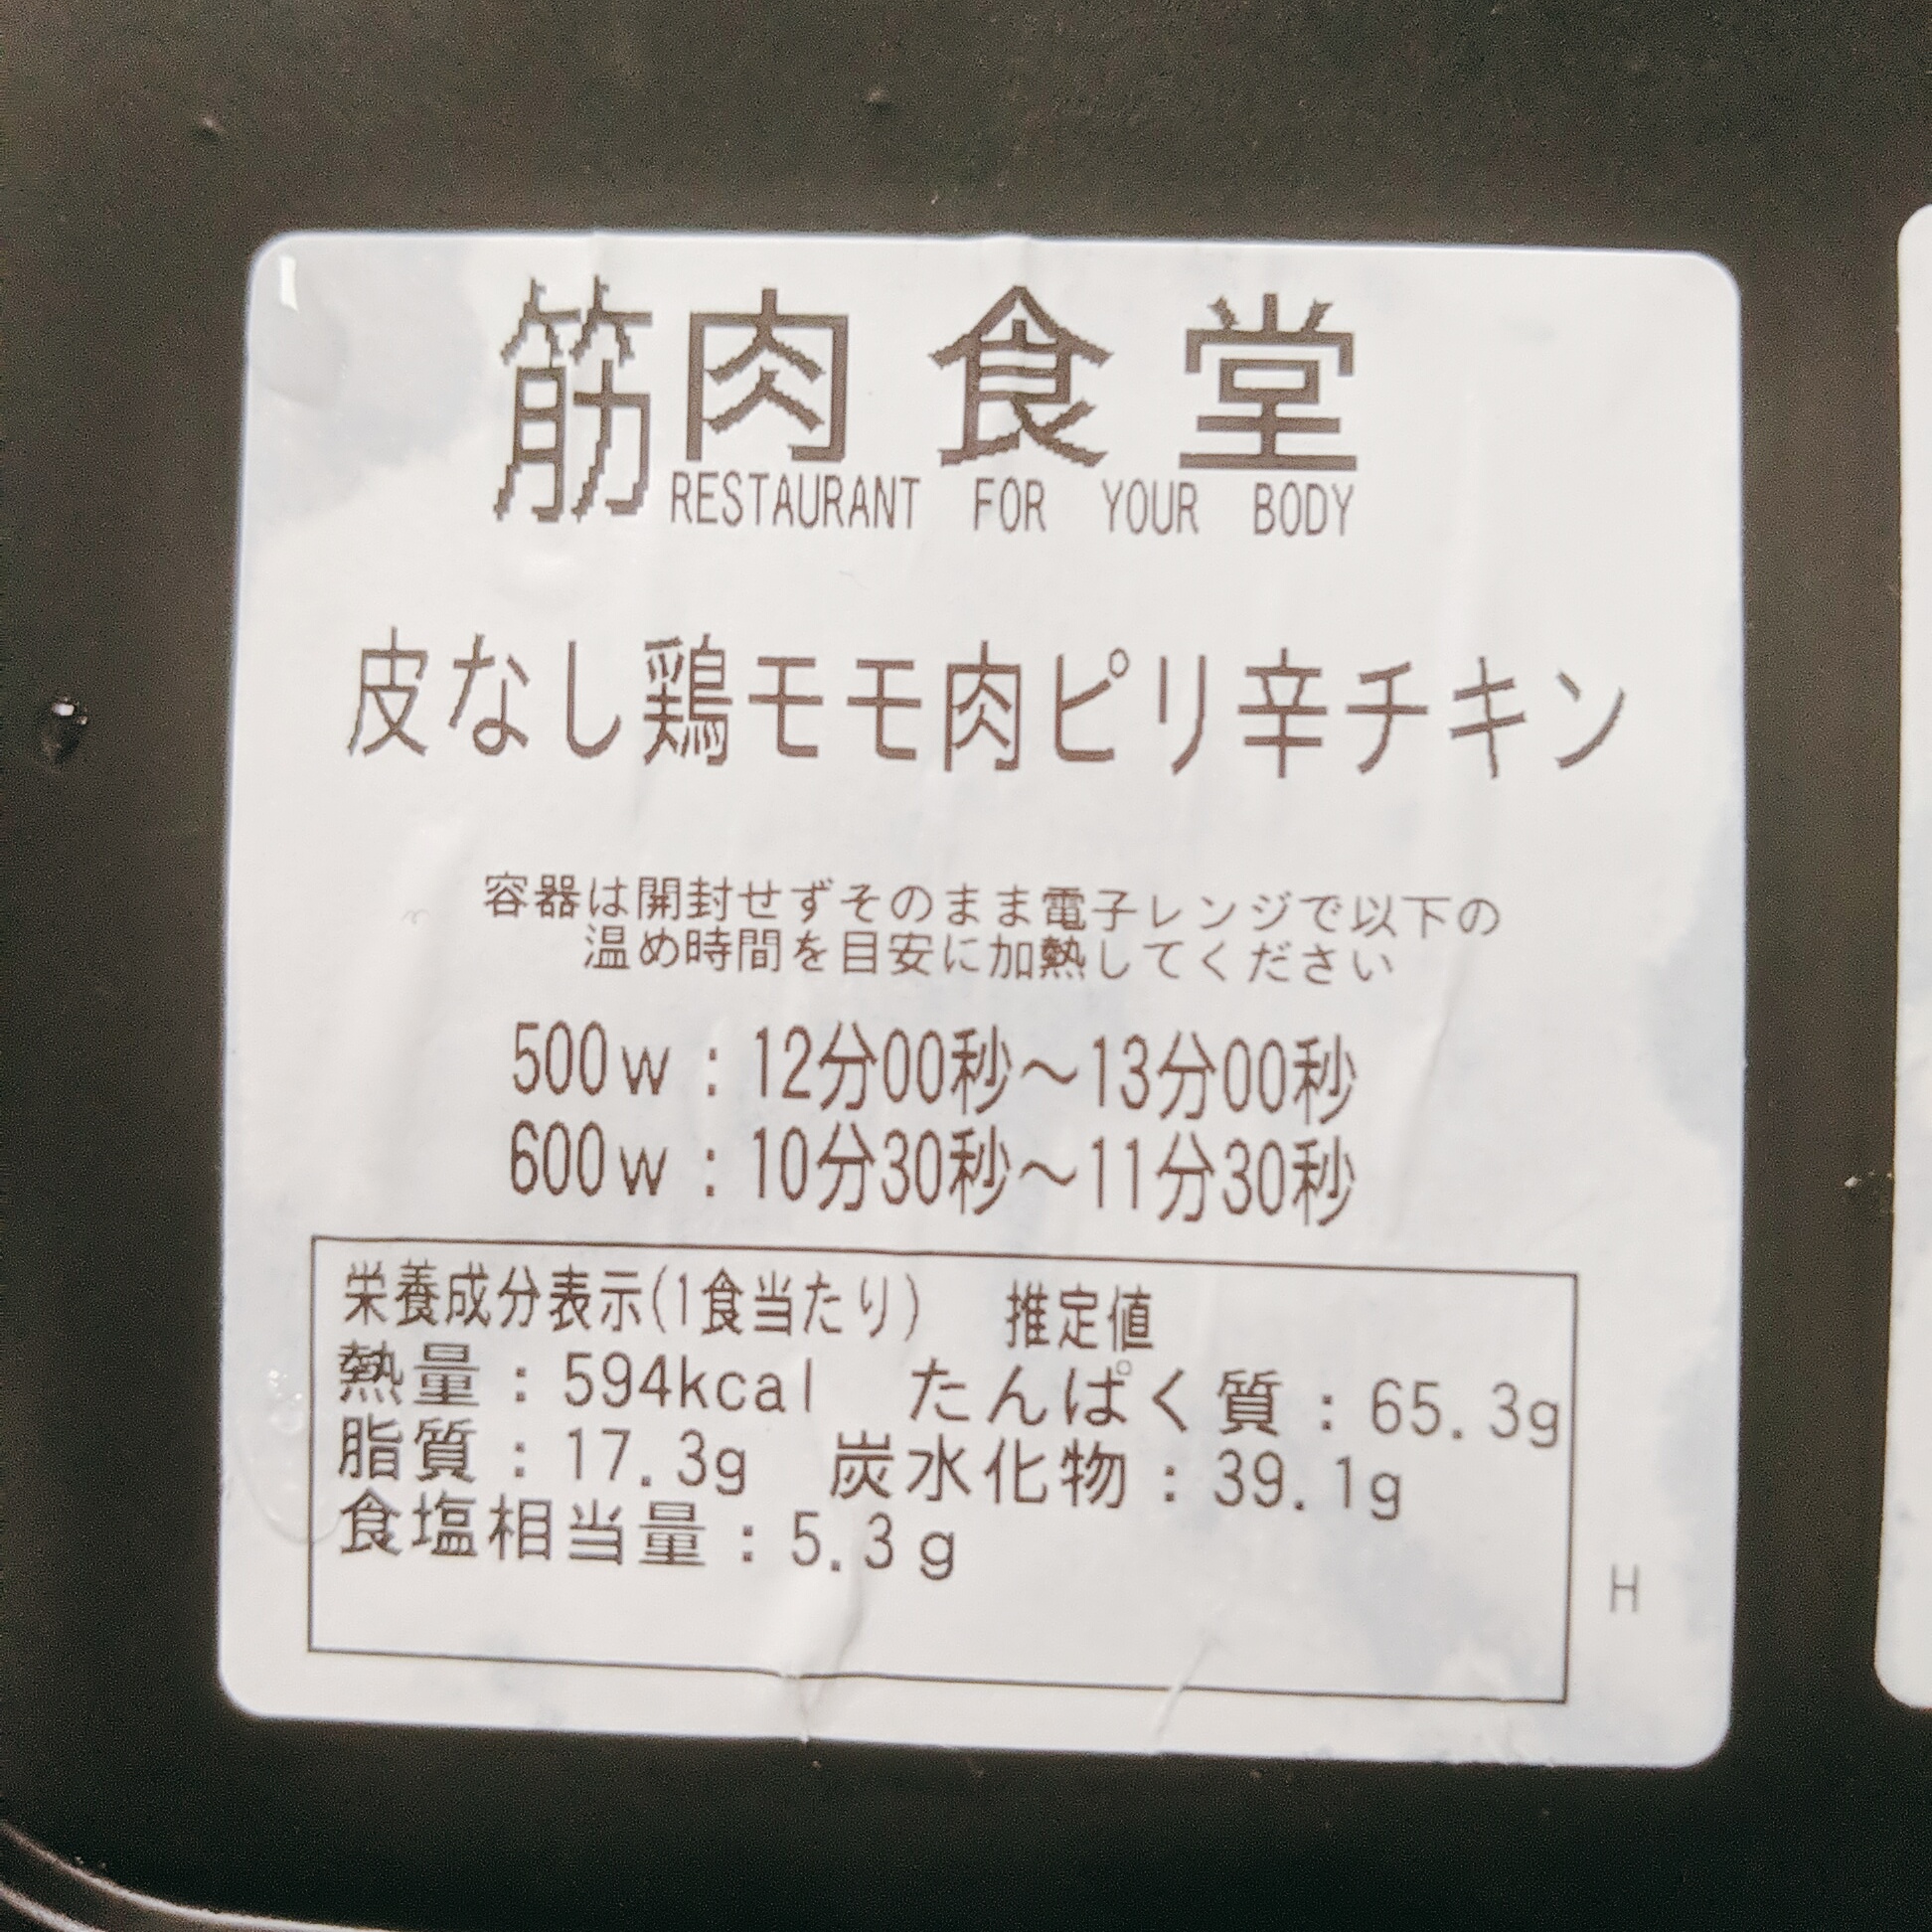 筋肉食堂
RESTAURANT FOR YOUR BODY
皮なし鶏モモ肉ピリ辛チキン
容器は開封せずそのまま電子レンジで以下の
温め時間を目安に加熱してください
500w：12分00秒〜13分00秒
600w：10分30秒〜11分30秒
栄養成分表示(1食当たり) 推定値
熱量：594kcal たんぱく質：65.3g
脂質：17.3g 炭水化物：39.1g
食塩相当量：5.3g
H